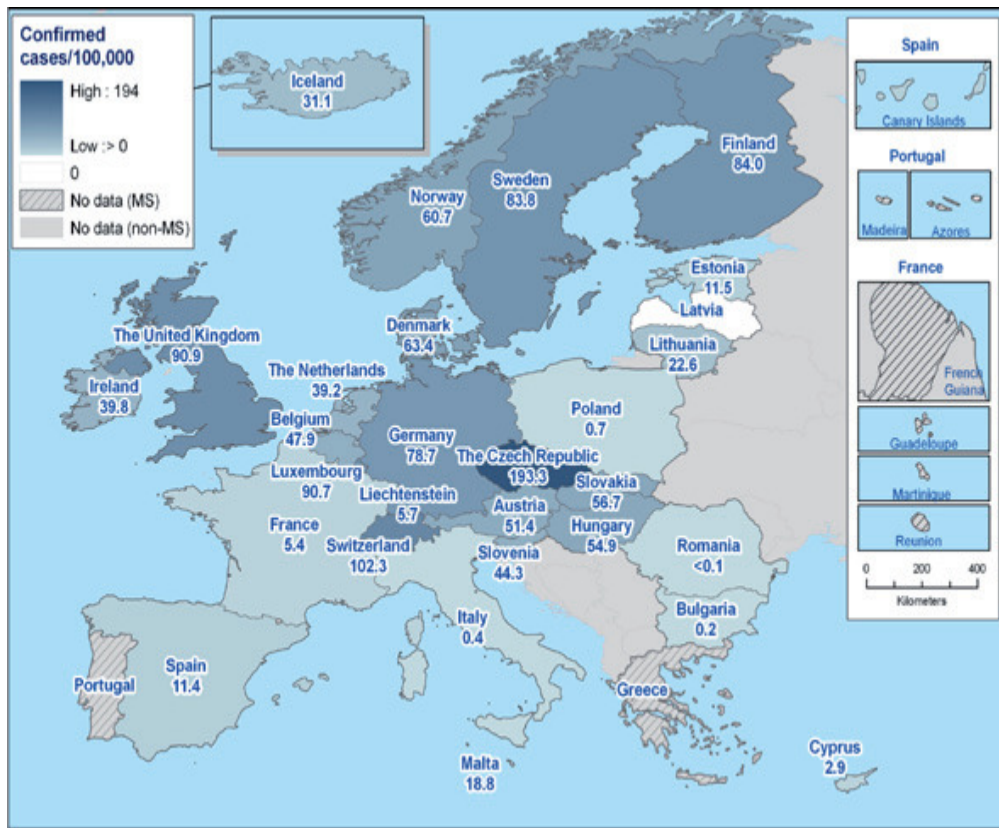 Confirmed
cases/100,000
High : 194
Low :> 0
0
No data (MS)
No data (non-MS)
Iceland
31.1
Spain
Canary Islands
Portugal
Madeira
Azores
France
French
Guiana
Guadeloupe
Martinique
Reunion
0 200 400
Kilometers
Finland
84.0
Sweden
83.8
Norway
60.7
Estonia
11.5
Latvia
Lithuania
22.6
Denmark
63.4
The United Kingdom
90.9
Ireland
39.8
The Netherlands
39.2
Belgium
47.9
Germany
78.7
Poland
0.7
The Czech Republic
193.3
Luxembourg
90.7
Slovakia
56.7
Liechtenstein
5.7
Austria
51.4
Hungary
54.9
France
5.4
Switzerland
102.3
Slovenia
44.3
Romania
<0.1
Bulgaria
0.2
Italy
0.4
Spain
11.4
Portugal
Greece
Malta
18.8
Cyprus
2.9